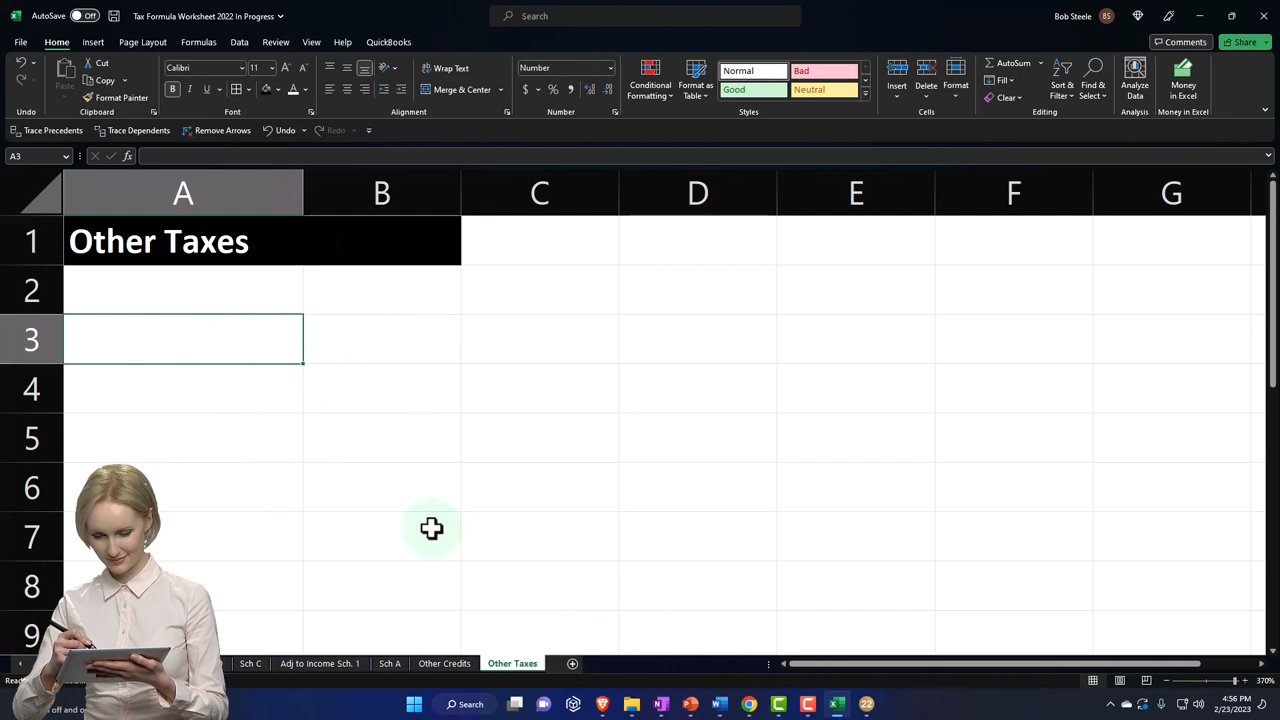 AutoSave Off Tax Formula Worksheet 2022 In Progress Search Bob Steele BS
File Home Insert Page Layout Formulas Data Review View Help QuickBooks Comments Share
Paste Cut Copy Format Painter
Calibri 11 B I U A A A
Wrap Text Merge & Center
Number $ % ,
Conditional Formatting Format as Table Normal Bad Good Neutral
Insert Delete Format
AutoSum Fill Clear Sort & Filter Find & Select
Analyze Data Money in Excel
Undo Clipboard Font Alignment Number Styles Cells Editing Analysis Money in Excel
Trace Precedents Trace Dependents Remove Arrows Undo Redo
A3 fx
A B C D E F G
1 Other Taxes
2
3
4
5
6
7
8
9
Sch C Adj to Income Sch. 1 Sch A Other Credits Other Taxes
370%
off and o Search 22 4:56 PM
2/23/2023